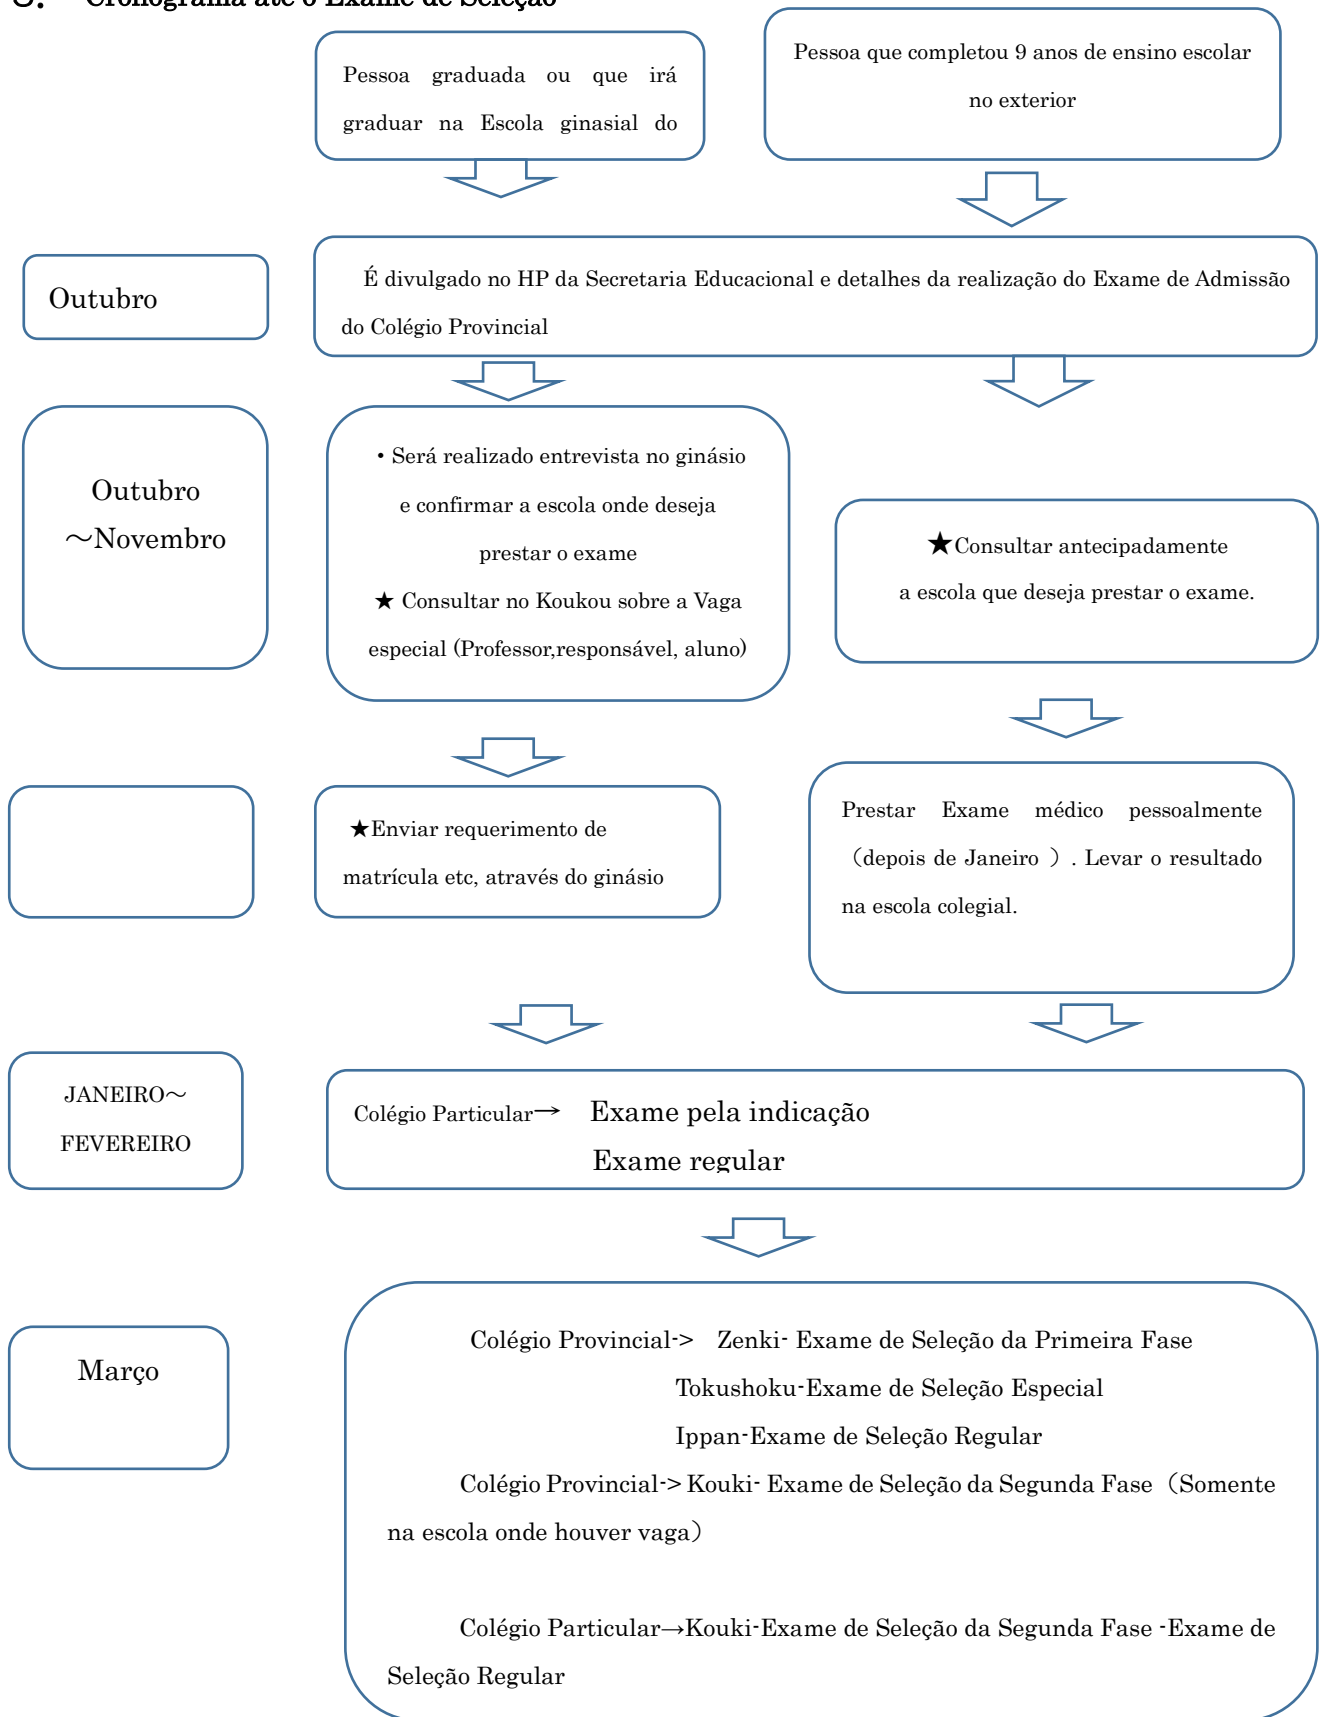 Cronograma até o Exame de Seleção
Pessoa graduada ou que irá
graduar na Escola ginasial do
Pessoa que completou 9 anos de ensino escolar
no exterior
Outubro
É divulgado no HP da Secretaria Educacional e detalhes da realização do Exame de Admissão
do Colégio Provincial
Outubro
～Novembro
・Será realizado entrevista no ginásio
e confirmar a escola onde deseja
prestar o exame
★ Consultar no Koukou sobre a Vaga
especial (Professor,responsável, aluno)
★Consultar antecipadamente
a escola que deseja prestar o exame.
★Enviar requerimento de
matrícula etc, através do ginásio
Prestar Exame médico pessoalmente
（depois de Janeiro ）. Levar o resultado
na escola colegial.
JANEIRO～
FEVEREIRO
Colégio Particular→ Exame pela indicação
Exame regular
Março
Colégio Provincial-> Zenki- Exame de Seleção da Primeira Fase
Tokushoku-Exame de Seleção Especial
Ippan-Exame de Seleção Regular
Colégio Provincial-> Kouki- Exame de Seleção da Segunda Fase（Somente
na escola onde houver vaga）
Colégio Particular→Kouki-Exame de Seleção da Segunda Fase -Exame de
Seleção Regular